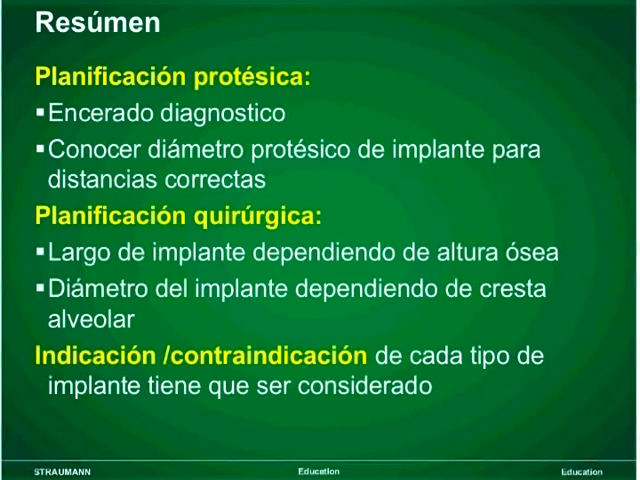 Resúmen
Planificación protésica:
▪Encerado diagnostico
▪Conocer diámetro protésico de implante para
distancias correctas
Planificación quirúrgica:
▪Largo de implante dependiendo de altura ósea
▪Diámetro del implante dependiendo de cresta
alveolar
Indicación /contraindicación de cada tipo de
implante tiene que ser considerado
STRAUMANN Education Education